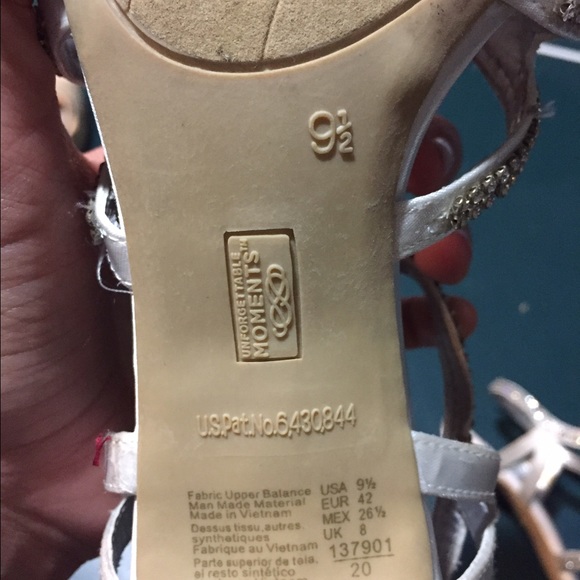 9½
UNFORGETTABLE™
MOMENTS
U.S.Pat.No.6,430,844
Fabric Upper Balance
Man Made Material
Made in Vietnam
Dessus tissu, autres.
synthetiques
Fabrique au Vietnam
Parte superior de tela,
el resto sintético
USA 9½
EUR 42
MEX 26½
UK 8
137901
20